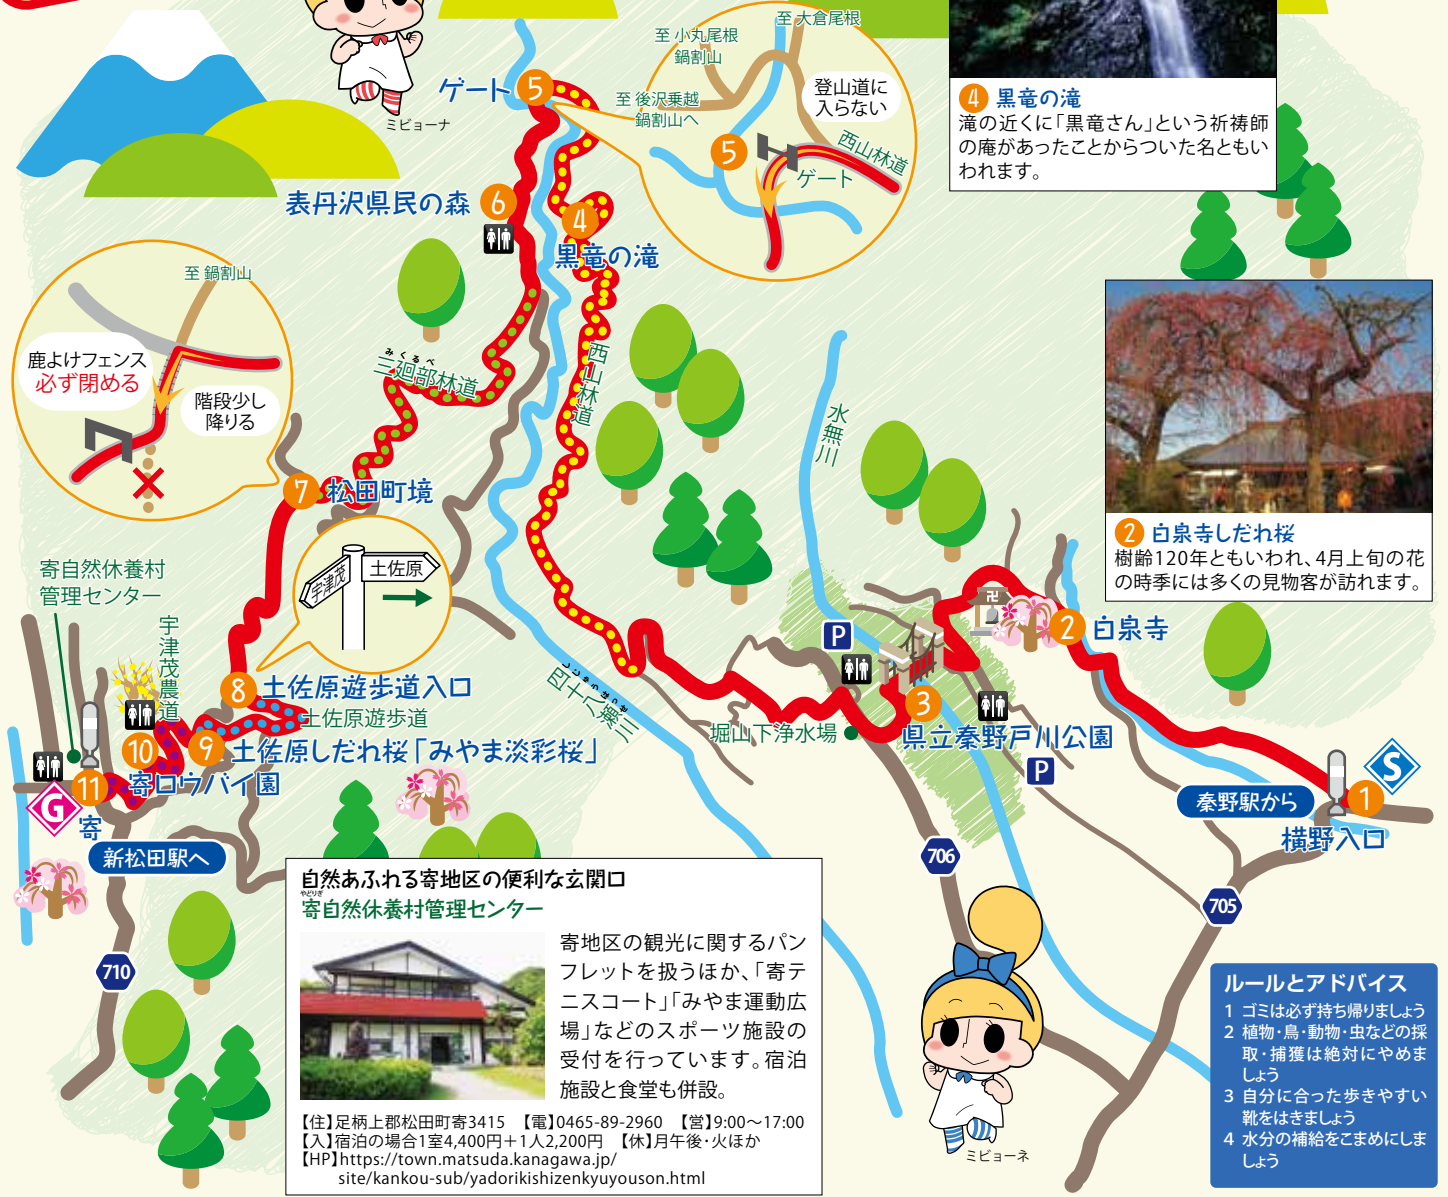 ミビョーナ
ゲート
5
至 小丸尾根
鍋割山
至 大倉尾根
至 後沢乗越
鍋割山へ
登山道に
入らない
5
ゲート
西山林道
4 黒竜の滝
滝の近くに「黒竜さん」という祈祷師
の庵があったことからついた名ともい
われます。
表丹沢県民の森
6
4
黒竜の滝
至 鍋割山
鹿よけフェンス
必ず閉める
階段少し
降りる
みくるべ
三廻部林道
西山林道
水無川
2 白泉寺しだれ桜
樹齢120年ともいわれ、4月上旬の花
の時季には多くの見物客が訪れます。
7
松田町境
宇津茂
土佐原
寄自然休養村
管理センター
宇津茂農道
8
土佐原遊歩道入口
土佐原遊歩道
9
土佐原しだれ桜「みやま淡彩桜」
10
寄ロウバイ園
11
G
寄
新松田駅へ
710
しじゅうはっせ
四十八瀬川
堀山下浄水場
P
卍
2
白泉寺
3
県立秦野戸川公園
P
S
秦野駅から
1
横野入口
706
705
自然あふれる寄地区の便利な玄関口
やどりき
寄自然休養村管理センター
寄地区の観光に関するパン
フレットを扱うほか、「寄テ
ニスコート」「みやま運動広
場」などのスポーツ施設の
受付を行っています。宿泊
施設と食堂も併設。
【住】足柄上郡松田町寄3415 【電】0465-89-2960 【営】9:00〜17:00
【入】宿泊の場合1室4,400円＋1人2,200円 【休】月午後・火ほか
【HP】https://town.matsuda.kanagawa.jp/
site/kankou-sub/yadorikishizenkyuyouson.html
ミビョーネ
ルールとアドバイス
1 ゴミは必ず持ち帰りましょう
2 植物・鳥・動物・虫などの採
取・捕獲は絶対にやめま
しょう
3 自分に合った歩きやすい
靴をはきましょう
4 水分の補給をこまめにしま
しょう